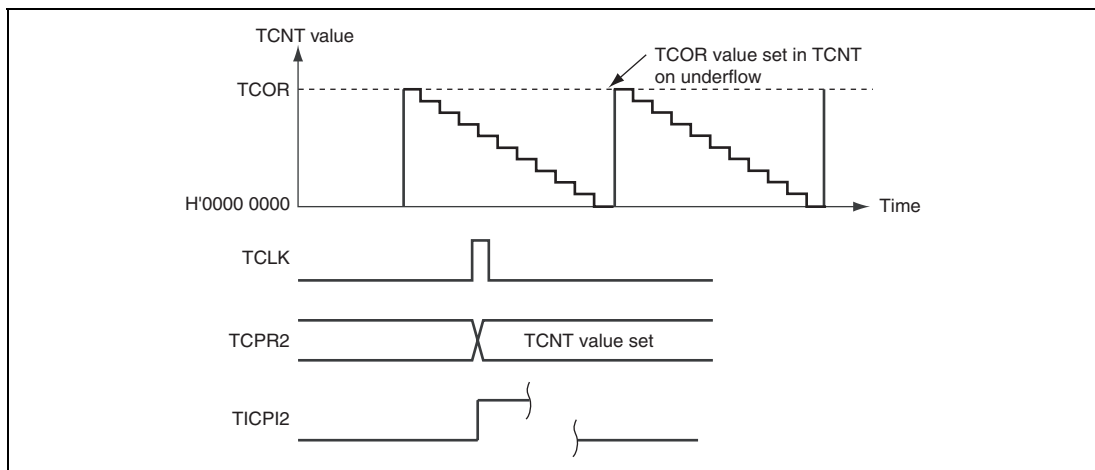 TCNT value
TCOR value set in TCNT
on underflow
TCOR
H'0000 0000
Time
TCLK
TCPR2
TCNT value set
TICPI2